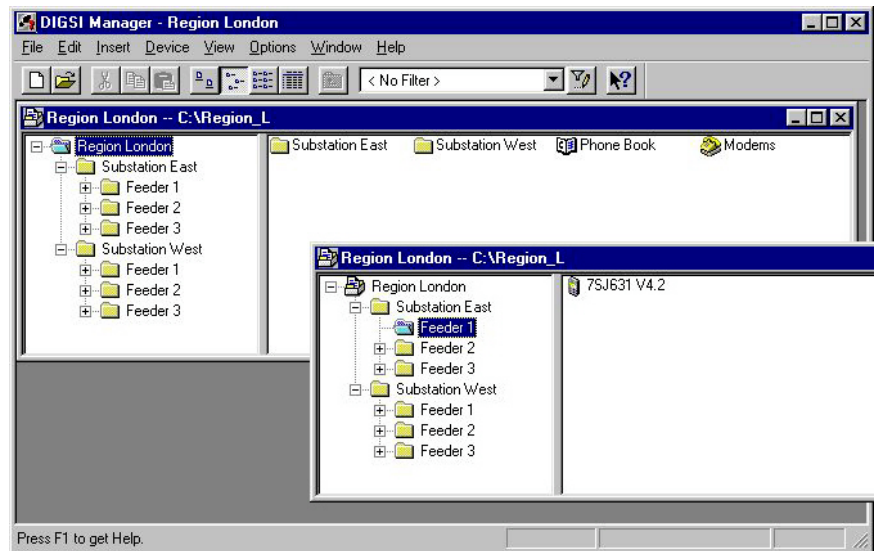 DIGSI Manager - Region London
File Edit Insert Device View Options Window Help
< No Filter >
Region London -- C:\Region_L
Region London
Substation East
Feeder 1
Feeder 2
Feeder 3
Substation West
Feeder 1
Feeder 2
Feeder 3
Substation East Substation West Phone Book Modems
Region London -- C:\Region_L
Region London
Substation East
Feeder 1
Feeder 2
Feeder 3
Substation West
Feeder 1
Feeder 2
Feeder 3
7SJ631 V4.2
Press F1 to get Help.